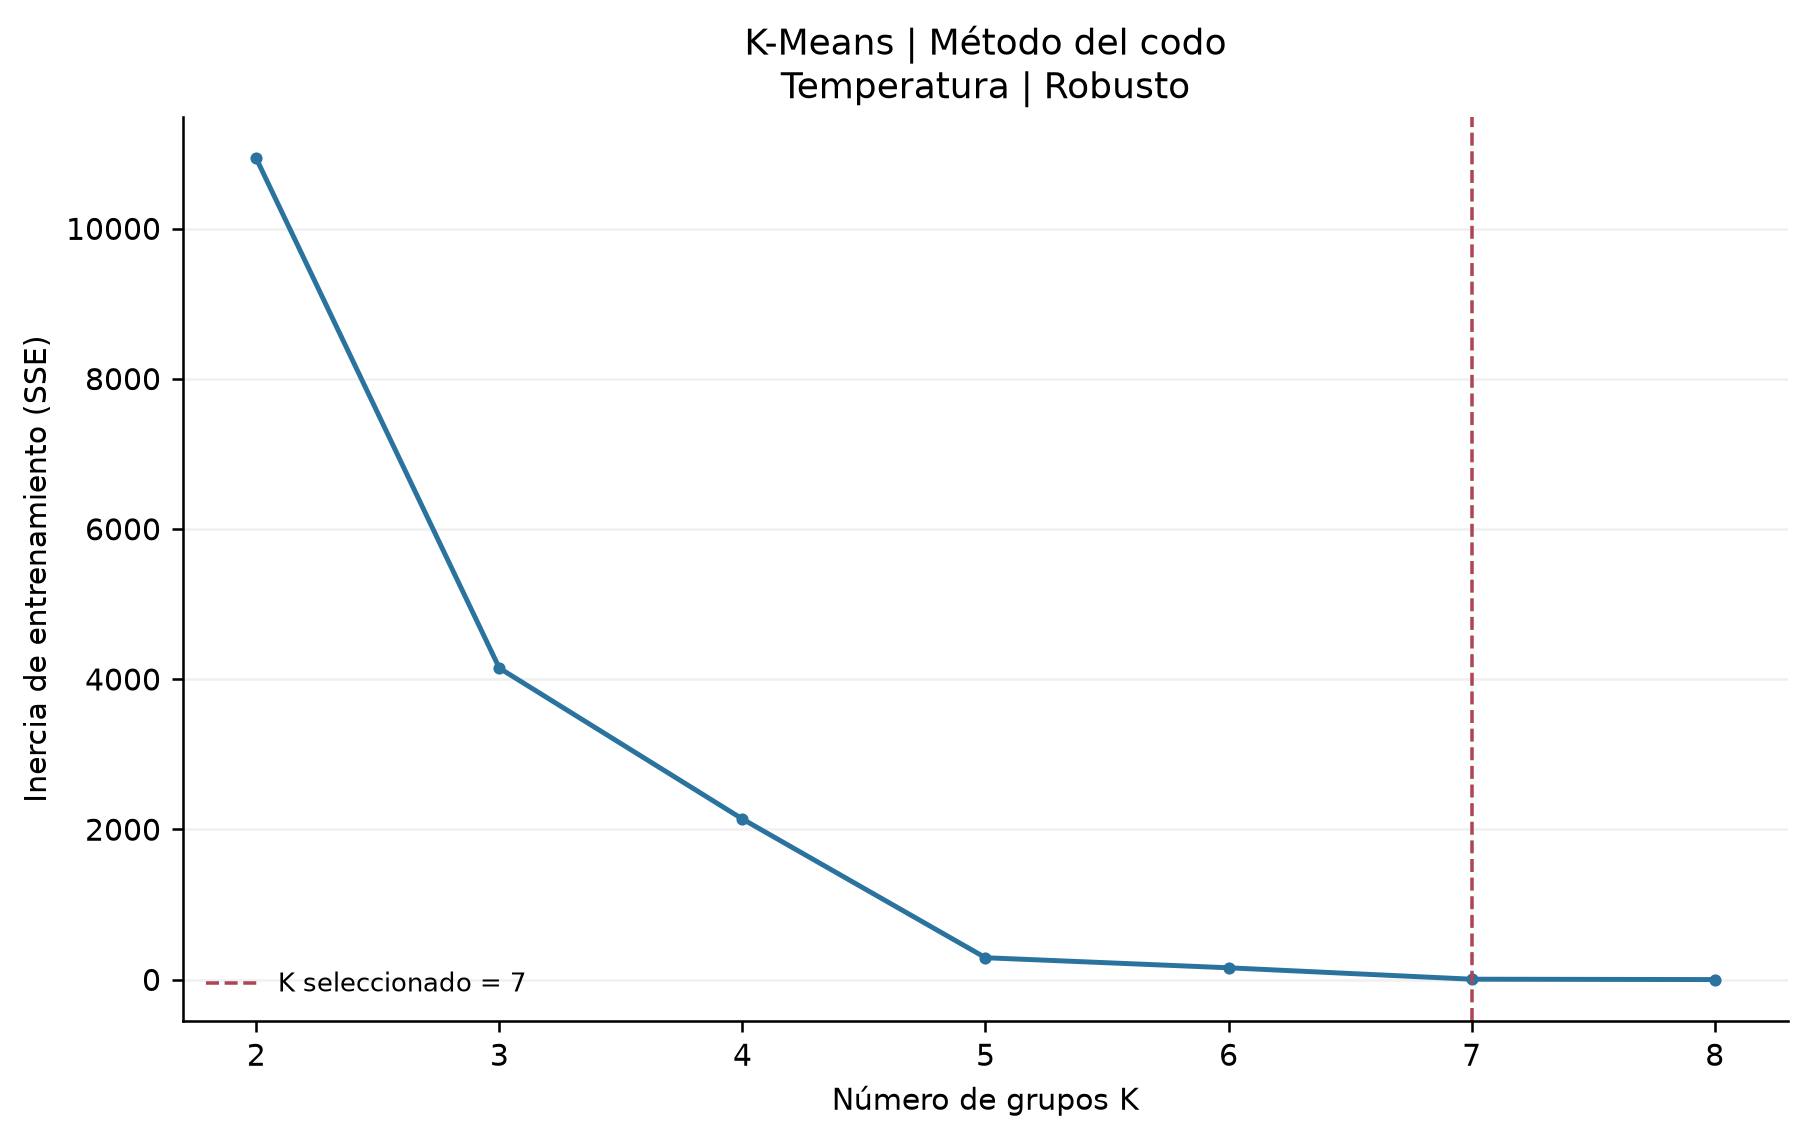 K-Means | Método del codo
Temperatura | Robusto
Inercia de entrenamiento (SSE)
10000
8000
6000
4000
2000
0
K seleccionado = 7
2 3 4 5 6 7 8
Número de grupos K